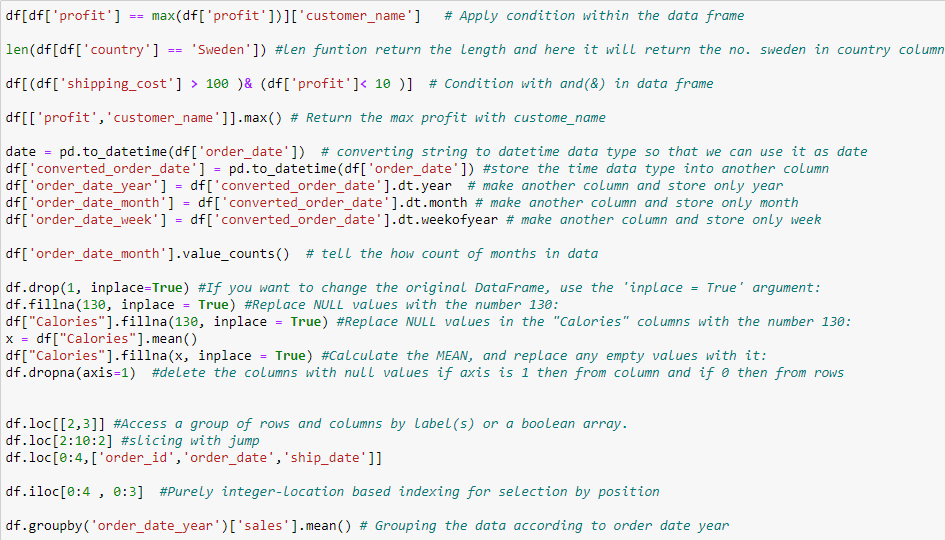 df[df['profit'] == max(df['profit'])]['customer_name']   # Apply condition within the data frame
len(df[df['country'] == 'Sweden']) #len funtion return the length and here it will return the no. sweden in country column
df[(df['shipping_cost'] > 100 )& (df['profit']< 10 )]  # Condition with and(&) in data frame
df[['profit','customer_name']].max() # Return the max profit with custome_name
date = pd.to_datetime(df['order_date'])  # converting string to datetime data type so that we can use it as date
df['converted_order_date'] = pd.to_datetime(df['order_date']) #store the time data type into another column
df['order_date_year'] = df['converted_order_date'].dt.year  # make another column and store only year
df['order_date_month'] = df['converted_order_date'].dt.month # make another column and store only month
df['order_date_week'] = df['converted_order_date'].dt.weekofyear # make another column and store only week
df['order_date_month'].value_counts()  # tell the how count of months in data
df.drop(1, inplace=True) #If you want to change the original DataFrame, use the 'inplace = True' argument:
df.fillna(130, inplace = True) #Replace NULL values with the number 130:
df["Calories"].fillna(130, inplace = True) #Replace NULL values in the "Calories" columns with the number 130:
x = df["Calories"].mean()
df["Calories"].fillna(x, inplace = True) #Calculate the MEAN, and replace any empty values with it:
df.dropna(axis=1)  #delete the columns with null values if axis is 1 then from column and if 0 then from rows
df.loc[[2,3]] #Access a group of rows and columns by label(s) or a boolean array.
df.loc[2:10:2] #slicing with jump
df.loc[0:4,['order_id','order_date','ship_date']]
df.iloc[0:4 , 0:3]  #Purely integer-location based indexing for selection by position
df.groupby('order_date_year')['sales'].mean() # Grouping the data according to order date year